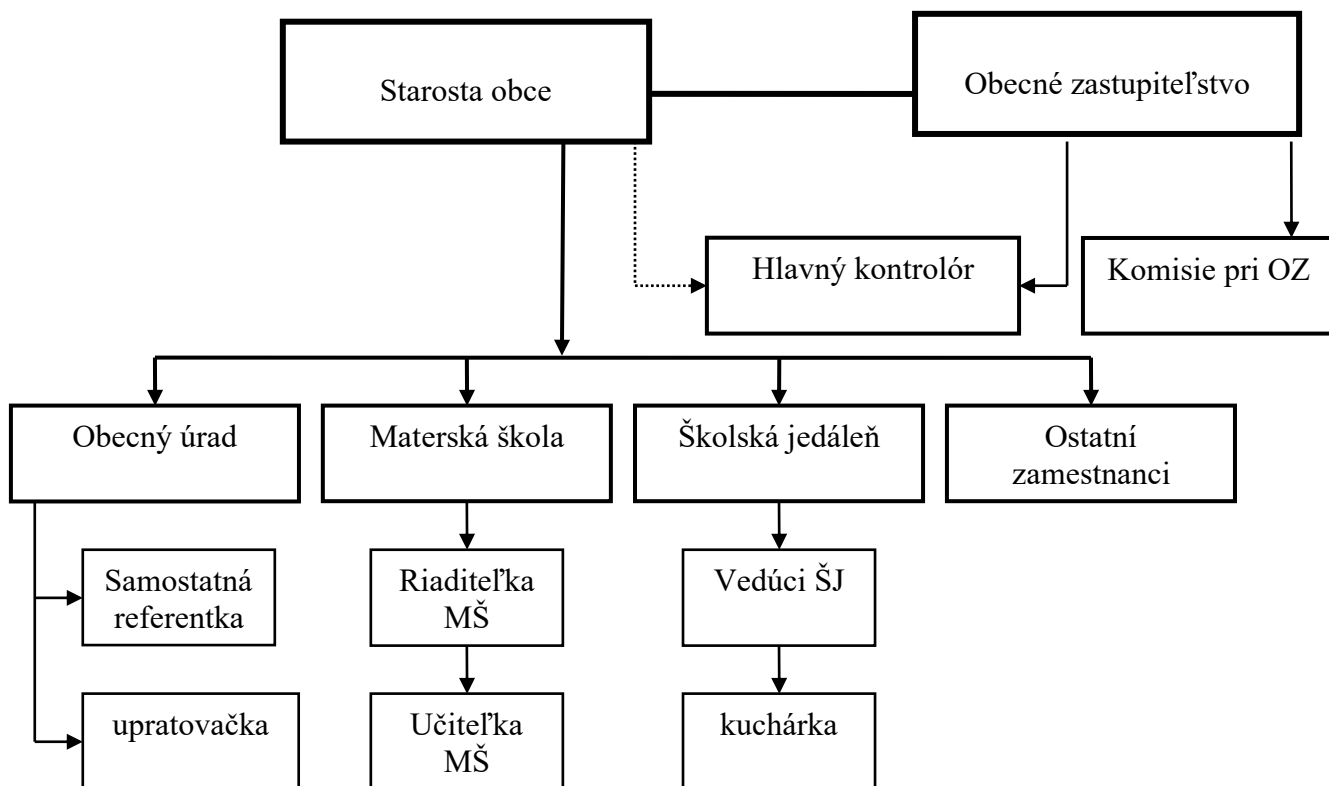 Starosta obce
Obecné zastupiteľstvo
Hlavný kontrolór
Komisie pri OZ
Obecný úrad
Materská škola
Školská jedáleň
Ostatní
zamestnanci
Samostatná
referentka
Riaditeľka
MŠ
Vedúci ŠJ
upratovačka
Učiteľka
MŠ
kuchárka